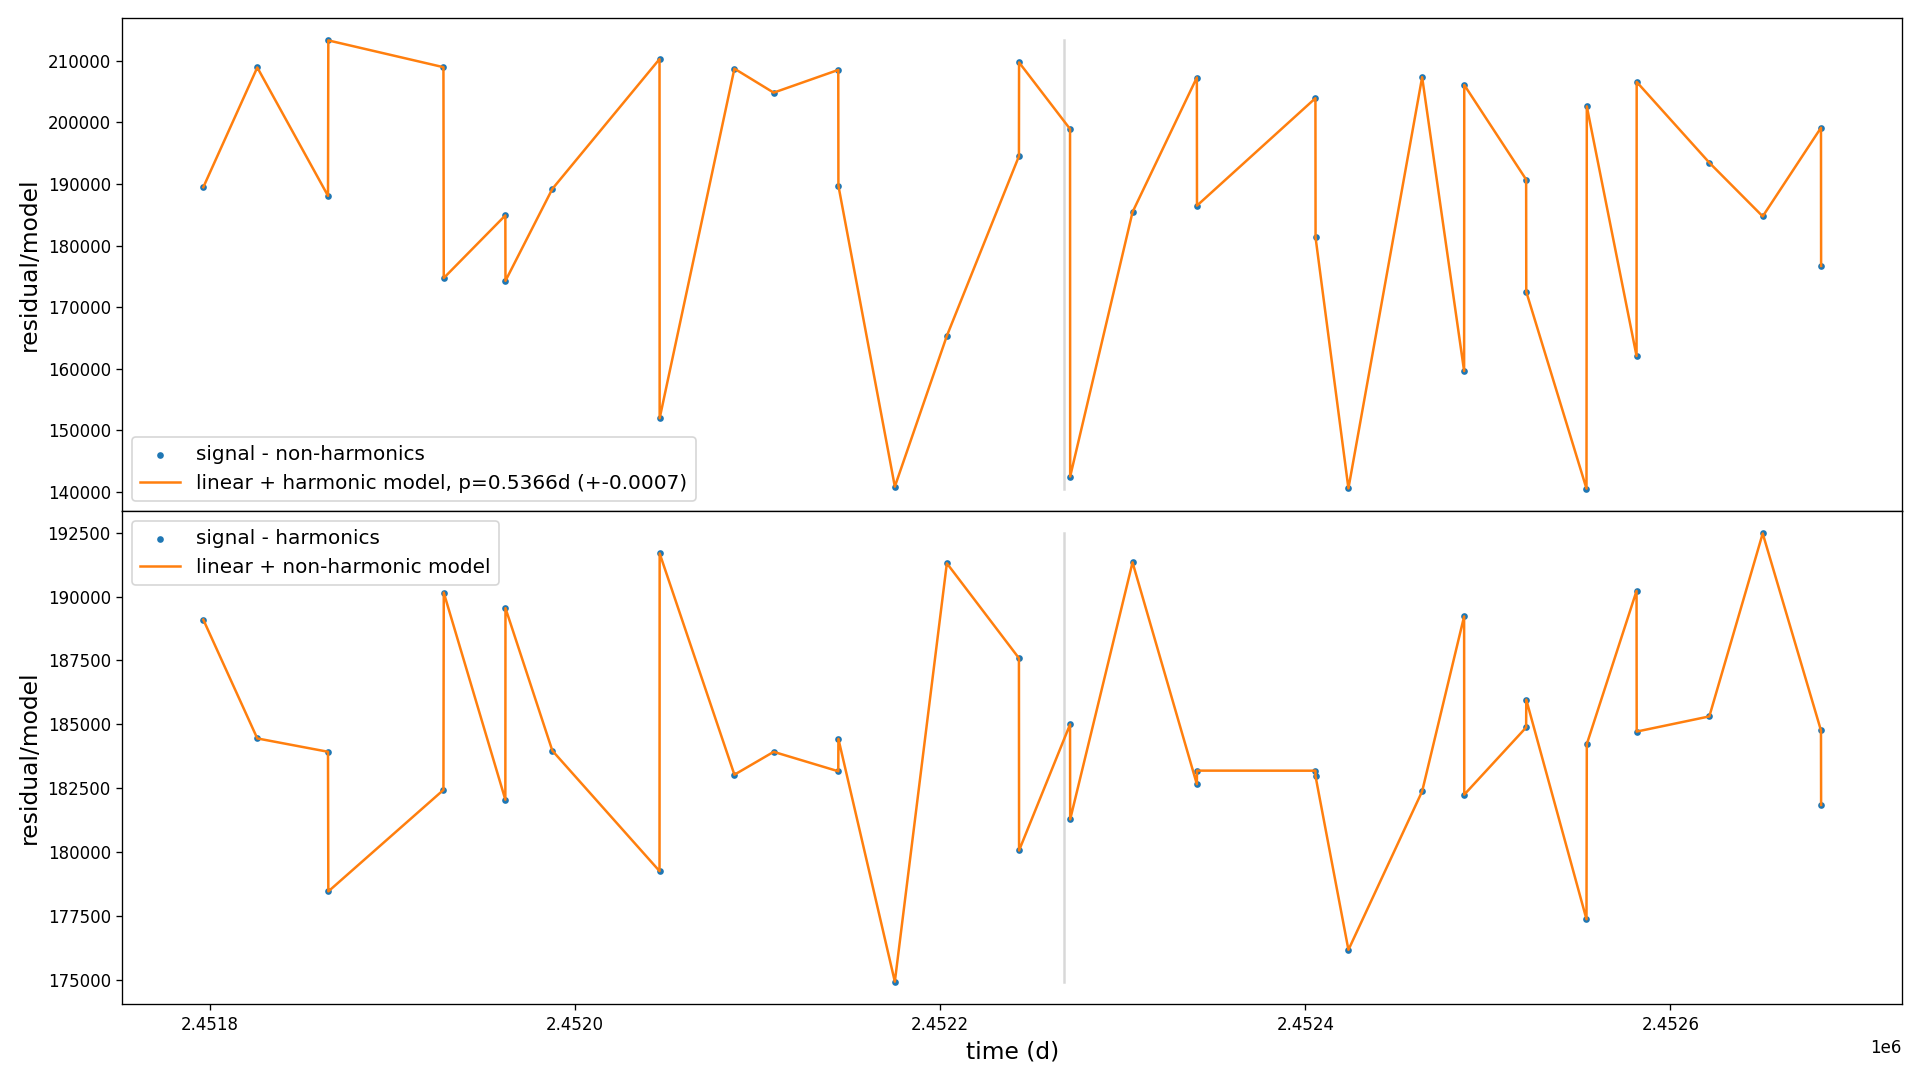 residual/model
210000
200000
190000
180000
170000
160000
150000
140000
signal - non-harmonics
linear + harmonic model, p=0.5366d (+-0.0007)
residual/model
192500
190000
187500
185000
182500
180000
177500
175000
signal - harmonics
linear + non-harmonic model
2.4518 2.4520 2.4522 2.4524 2.4526
1e6
time (d)